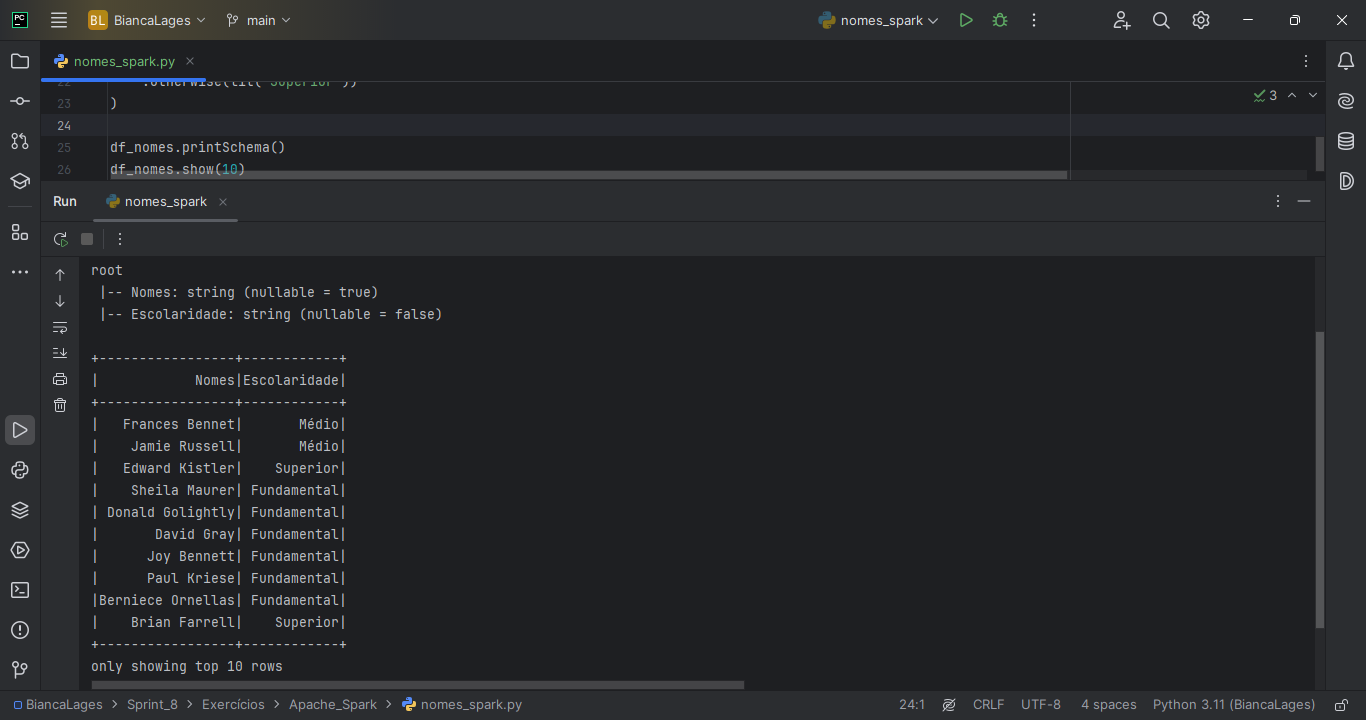 PC
BL BiancaLages main nomes_spark
nomes_spark.py
22 .otherwise(lit("Superior"))
23 )
24
25 df_nomes.printSchema()
26 df_nomes.show(10)
3
Run nomes_spark
root
 |-- Nomes: string (nullable = true)
 |-- Escolaridade: string (nullable = false)
+-----------------+------------+
|            Nomes|Escolaridade|
+-----------------+------------+
|   Frances Bennet|       Médio|
|    Jamie Russell|       Médio|
|   Edward Kistler|    Superior|
|    Sheila Maurer| Fundamental|
| Donald Golightly| Fundamental|
|       David Gray| Fundamental|
|      Joy Bennett| Fundamental|
|      Paul Kriese| Fundamental|
|Berniece Ornellas| Fundamental|
|    Brian Farrell|    Superior|
+-----------------+------------+
only showing top 10 rows
BiancaLages > Sprint_8 > Exercícios > Apache_Spark > nomes_spark.py 24:1 CRLF UTF-8 4 spaces Python 3.11 (BiancaLages)